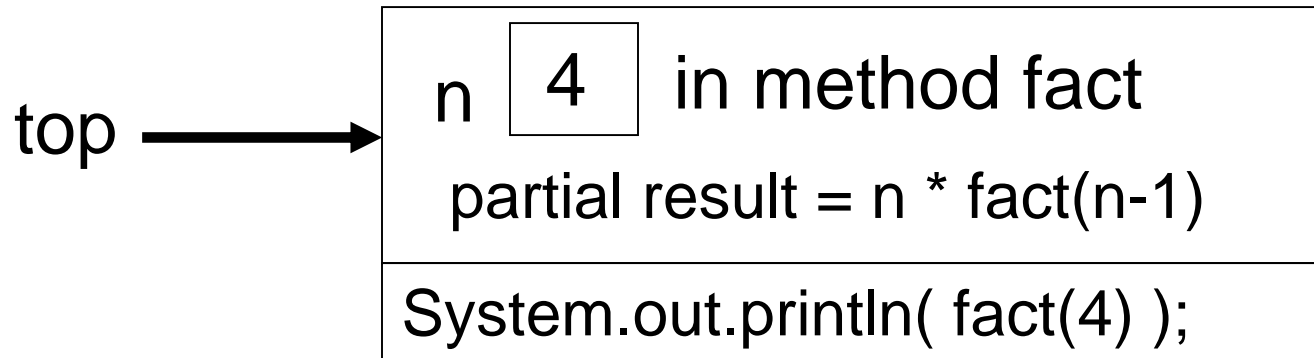 n 4 in method fact
top
partial result = n * fact(n-1)
System.out.println( fact(4) );